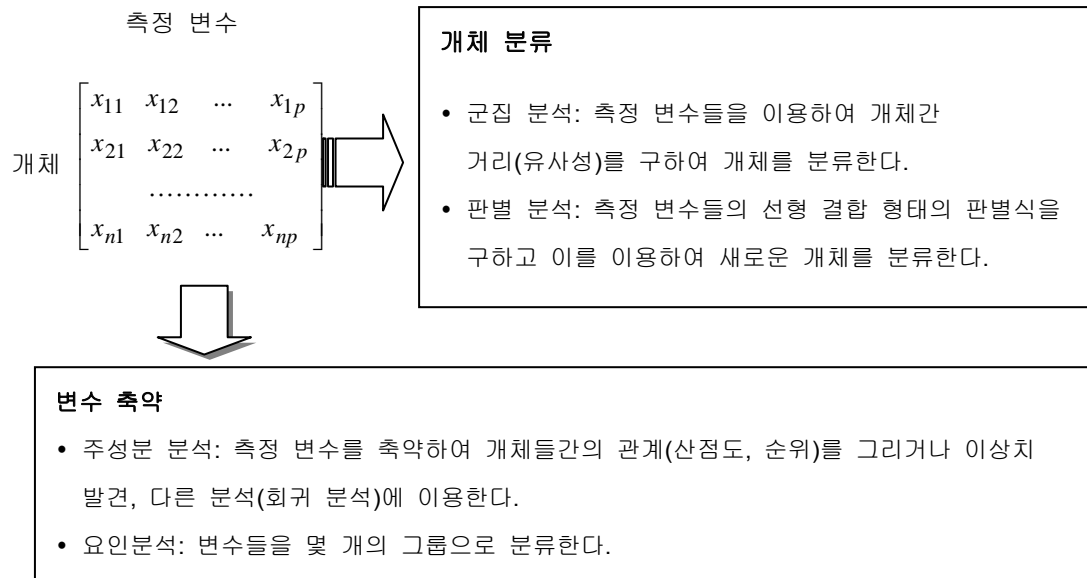 측정 변수
개체
x11 x12 ... x1p
x21 x22 ... x2p
............
xn1 xn2 ... xnp
개체 분류
• 군집 분석: 측정 변수들을 이용하여 개체간
거리(유사성)를 구하여 개체를 분류한다.
• 판별 분석: 측정 변수들의 선형 결합 형태의 판별식을
구하고 이를 이용하여 새로운 개체를 분류한다.
변수 축약
• 주성분 분석: 측정 변수를 축약하여 개체들간의 관계(산점도, 순위)를 그리거나 이상치
발견, 다른 분석(회귀 분석)에 이용한다.
• 요인분석: 변수들을 몇 개의 그룹으로 분류한다.